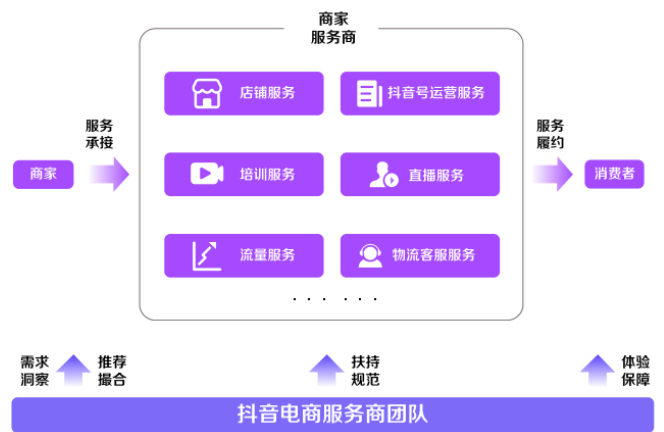 商家
服务商
店铺服务
抖音号运营服务
服务
承接
服务
履约
商家
培训服务
直播服务
消费者
流量服务
物流客服服务
... ...
需求
洞察
推荐
撮合
扶持
规范
体验
保障
抖音电商服务商团队